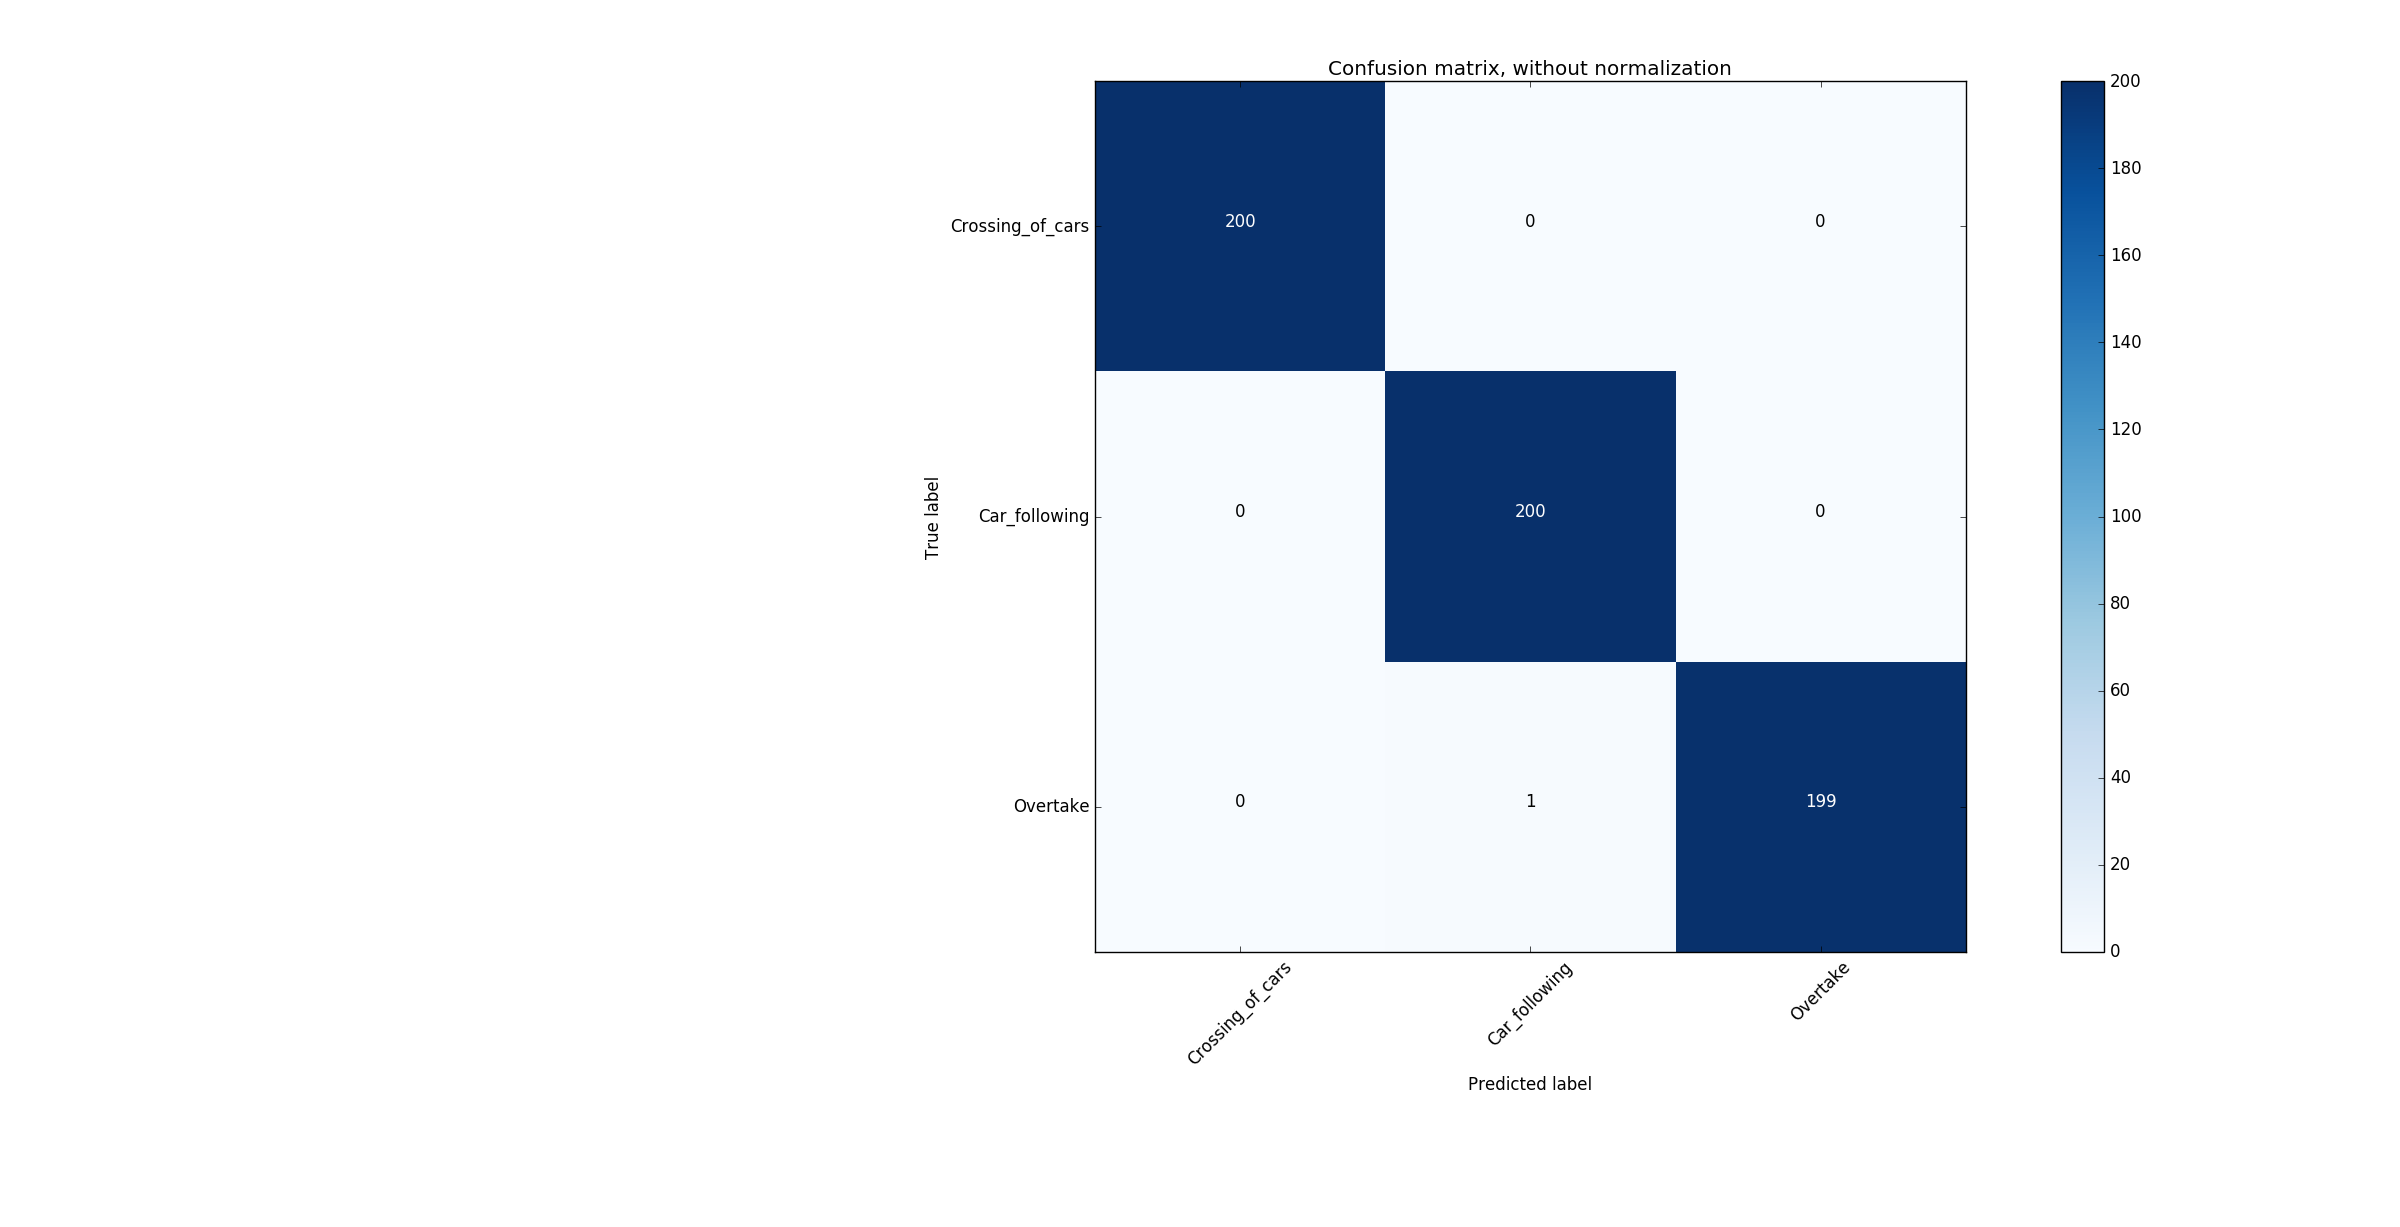 Confusion matrix, without normalization
True label
Crossing_of_cars
200 0 0
Car_following
0 200 0
Overtake
0 1 199
Crossing_of_cars
Car_following
Overtake
Predicted label
200
180
160
140
120
100
80
60
40
20
0